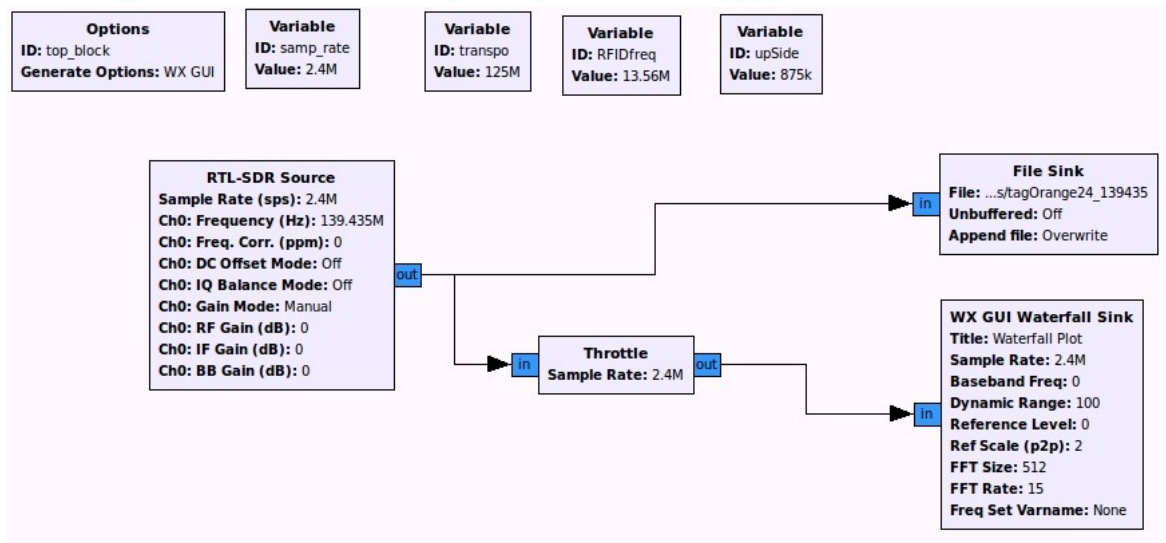 Options
ID: top_block
Generate Options: WX GUI
Variable
ID: samp_rate
Value: 2.4M
Variable
ID: transpo
Value: 125M
Variable
ID: RFIDfreq
Value: 13.56M
Variable
ID: upSide
Value: 875k
RTL-SDR Source
Sample Rate (sps): 2.4M
Ch0: Frequency (Hz): 139.435M
Ch0: Freq. Corr. (ppm): 0
Ch0: DC Offset Mode: Off
Ch0: IQ Balance Mode: Off
Ch0: Gain Mode: Manual
Ch0: RF Gain (dB): 0
Ch0: IF Gain (dB): 0
Ch0: BB Gain (dB): 0
out
in
File Sink
File: ...s/tagOrange24_139435
Unbuffered: Off
Append file: Overwrite
in
Throttle
Sample Rate: 2.4M
out
in
WX GUI Waterfall Sink
Title: Waterfall Plot
Sample Rate: 2.4M
Baseband Freq: 0
Dynamic Range: 100
Reference Level: 0
Ref Scale (p2p): 2
FFT Size: 512
FFT Rate: 15
Freq Set Varname: None